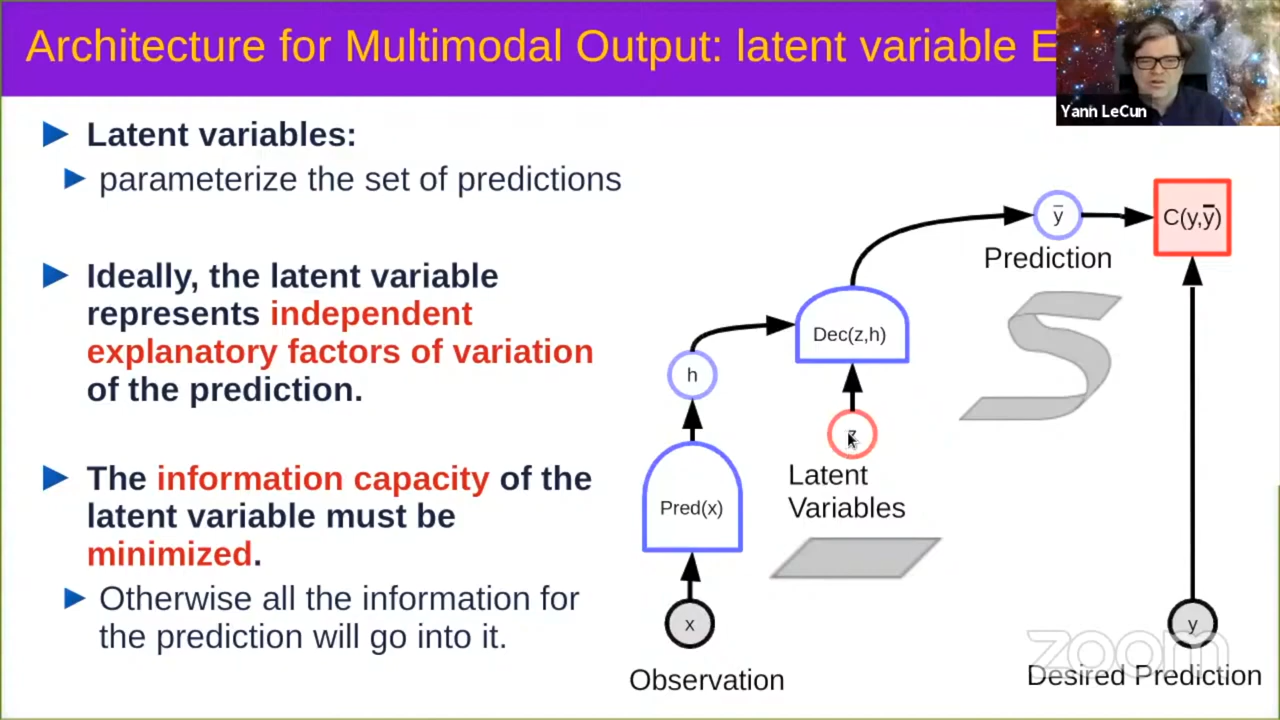 Architecture for Multimodal Output: latent variable E
Yann LeCun
Latent variables:
parameterize the set of predictions
Ideally, the latent variable
represents independent
explanatory factors of variation
of the prediction.
The information capacity of the
latent variable must be
minimized.
Otherwise all the information for
the prediction will go into it.
ȳ
C(y,ȳ)
Prediction
Dec(z,h)
h
z
Latent
Variables
Pred(x)
x
y
zoom
Observation
Desired Prediction